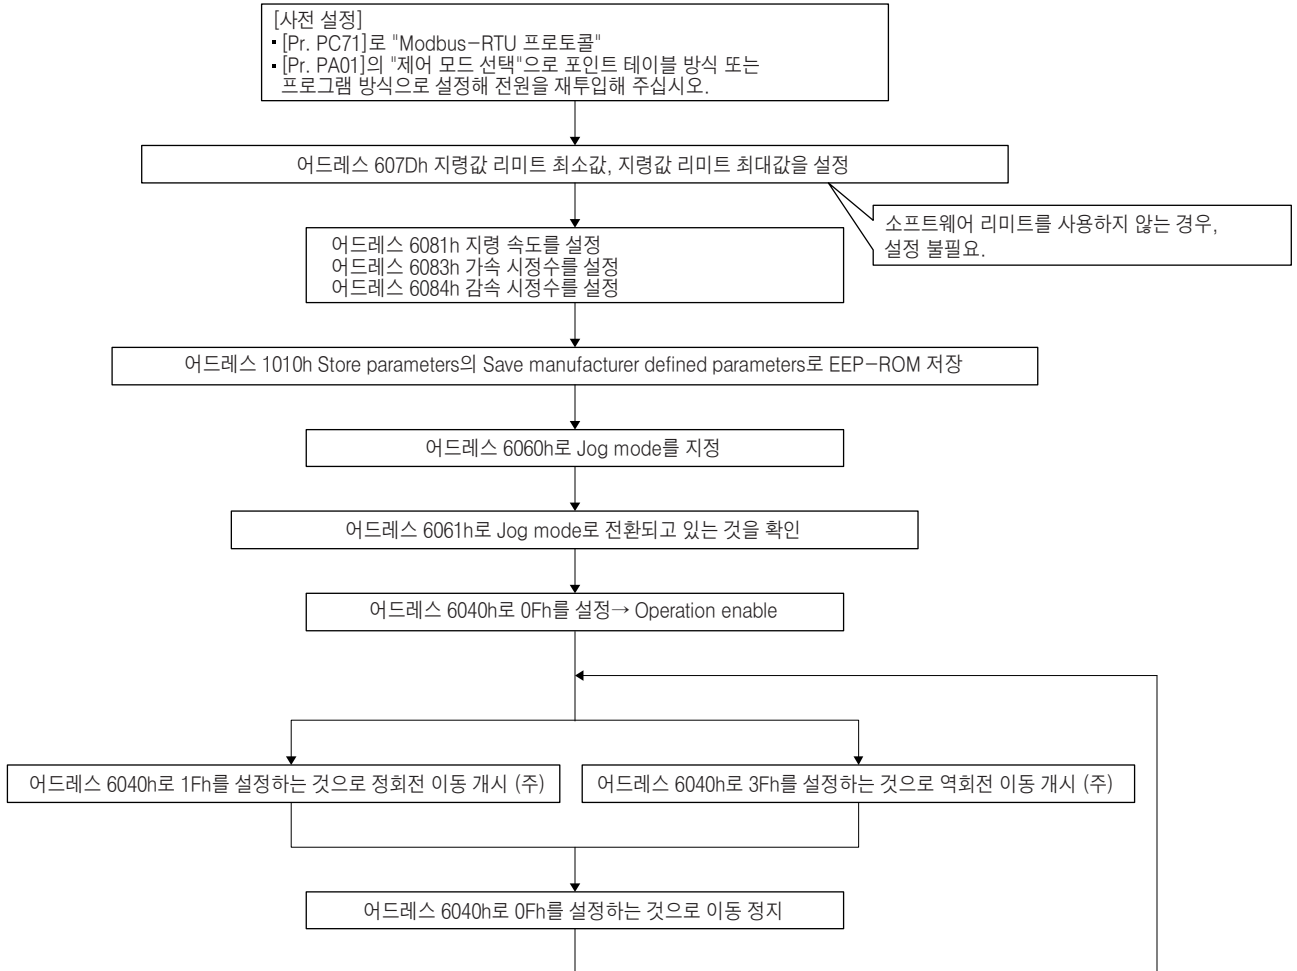 [사전 설정]
▪ [Pr. PC71]로 "Modbus-RTU 프로토콜"
▪ [Pr. PA01]의 "제어 모드 선택"으로 포인트 테이블 방식 또는
프로그램 방식으로 설정해 전원을 재투입해 주십시오.
어드레스 607Dh 지령값 리미트 최소값, 지령값 리미트 최대값을 설정
소프트웨어 리미트를 사용하지 않는 경우,
설정 불필요.
어드레스 6081h 지령 속도를 설정
어드레스 6083h 가속 시정수를 설정
어드레스 6084h 감속 시정수를 설정
어드레스 1010h Store parameters의 Save manufacturer defined parameters로 EEP-ROM 저장
어드레스 6060h로 Jog mode를 지정
어드레스 6061h로 Jog mode로 전환되고 있는 것을 확인
어드레스 6040h로 0Fh를 설정→ Operation enable
어드레스 6040h로 1Fh를 설정하는 것으로 정회전 이동 개시 (주)
어드레스 6040h로 3Fh를 설정하는 것으로 역회전 이동 개시 (주)
어드레스 6040h로 0Fh를 설정하는 것으로 이동 정지